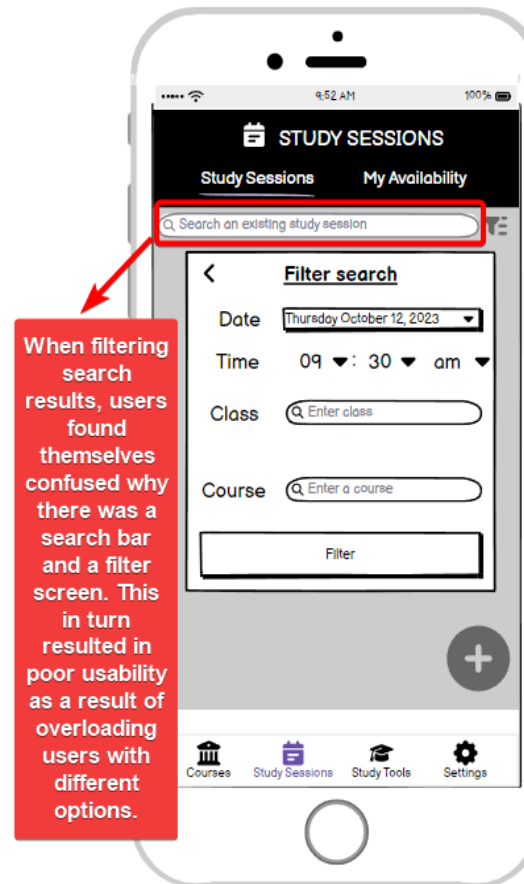 9:52 AM
100%
STUDY SESSIONS
Study Sessions
My Availability
Search an existing study session
Filter search
Date
Thursday October 12, 2023
Time
09 : 30 am
Class
Enter class
Course
Enter a course
Filter
When filtering
search
results, users
found
themselves
confused why
there was a
search bar
and a filter
screen. This
in turn
resulted in
poor usability
as a result of
overloading
users with
different
options.
Courses
Study Sessions
Study Tools
Settings